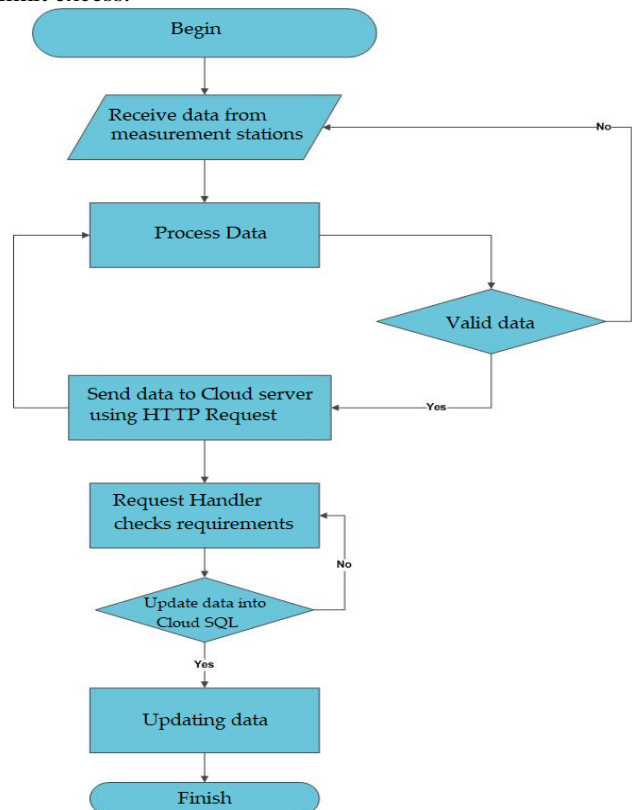 Begin
Receive data from
measurement stations
No
Process Data
Valid data
Send data to Cloud server
using HTTP Request
Yes
Request Handler
checks requirements
No
Update data into
Cloud SQL
Yes
Updating data
Finish